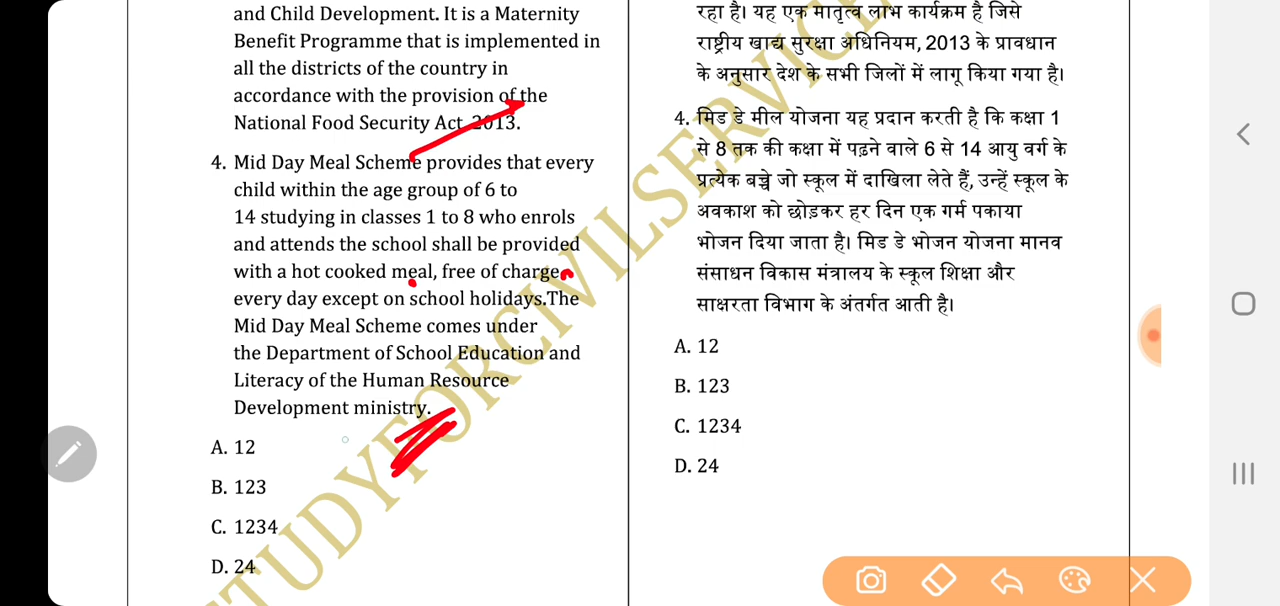 and Child Development. It is a Maternity
Benefit Programme that is implemented in
all the districts of the country in
accordance with the provision of the
National Food Security Act, 2013.
4. Mid Day Meal Scheme provides that every
child within the age group of 6 to
14 studying in classes 1 to 8 who enrols
and attends the school shall be provided
with a hot cooked meal, free of charge
every day except on school holidays.The
Mid Day Meal Scheme comes under
the Department of School Education and
Literacy of the Human Resource
Development ministry.
A. 12
B. 123
C. 1234
D. 24
रहा है। यह एक मातृत्व लाभ कार्यक्रम है जिसे
राष्ट्रीय खाद्य सुरक्षा अधिनियम, 2013 के प्रावधान
के अनुसार देश के सभी जिलों में लागू किया गया है।
4. मिड डे मील योजना यह प्रदान करती है कि कक्षा 1
से 8 तक की कक्षा में पढ़ने वाले 6 से 14 आयु वर्ग के
प्रत्येक बच्चे जो स्कूल में दाखिला लेते हैं, उन्हें स्कूल के
अवकाश को छोड़कर हर दिन एक गर्म पकाया
भोजन दिया जाता है। मिड डे भोजन योजना मानव
संसाधन विकास मंत्रालय के स्कूल शिक्षा और
साक्षरता विभाग के अंतर्गत आती है।
A. 12
B. 123
C. 1234
D. 24
STUDYFORCIVILSERVICE